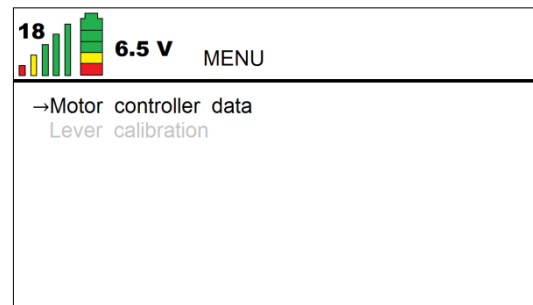 18
6.5 V
MENU
→Motor controller data
Lever calibration